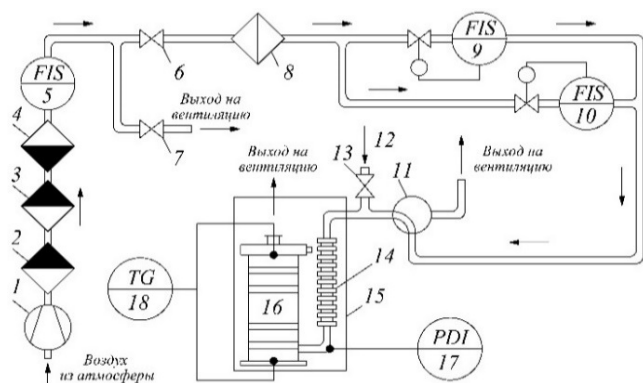 FIS
5
6
8
FIS
9
FIS
10
Выход на
вентиляцию
7
4
3
2
1
Воздух
из атмосферы
12
13
11
Выход на
вентиляцию
Выход на
вентиляцию
14
15
16
TG
18
PDI
17